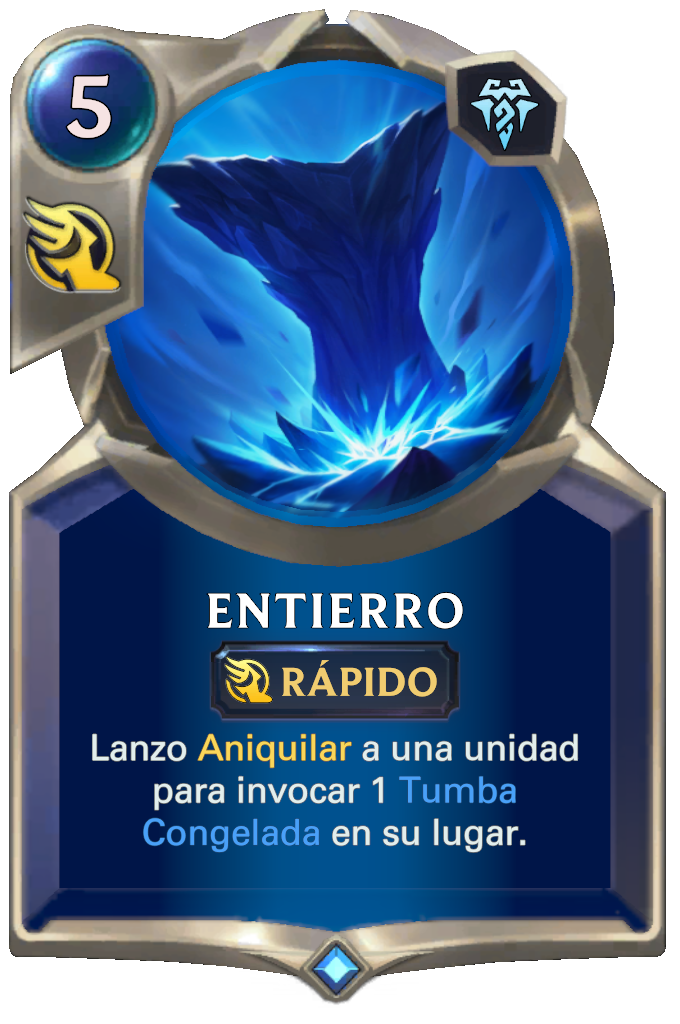 5
ENTIERRO
RÁPIDO
Lanzo Aniquilar a una unidad
para invocar 1 Tumba
Congelada en su lugar.